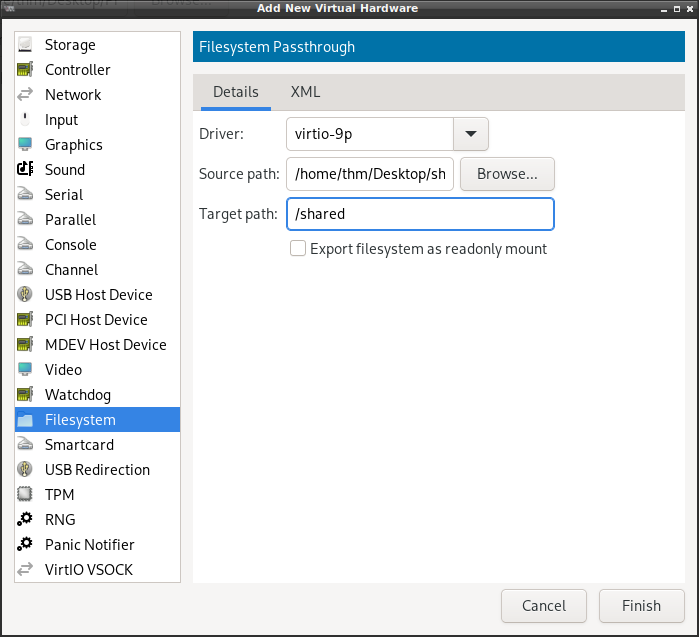 Add New Virtual Hardware
Storage
Controller
Network
Input
Graphics
Sound
Serial
Parallel
Console
Channel
USB Host Device
PCI Host Device
MDEV Host Device
Video
Watchdog
Filesystem
Smartcard
USB Redirection
TPM
RNG
Panic Notifier
VirtIO VSOCK
Filesystem Passthrough
Details XML
Driver: virtio-9p
Source path: /home/thm/Desktop/sh Browse...
Target path: /shared
Export filesystem as readonly mount
Cancel Finish